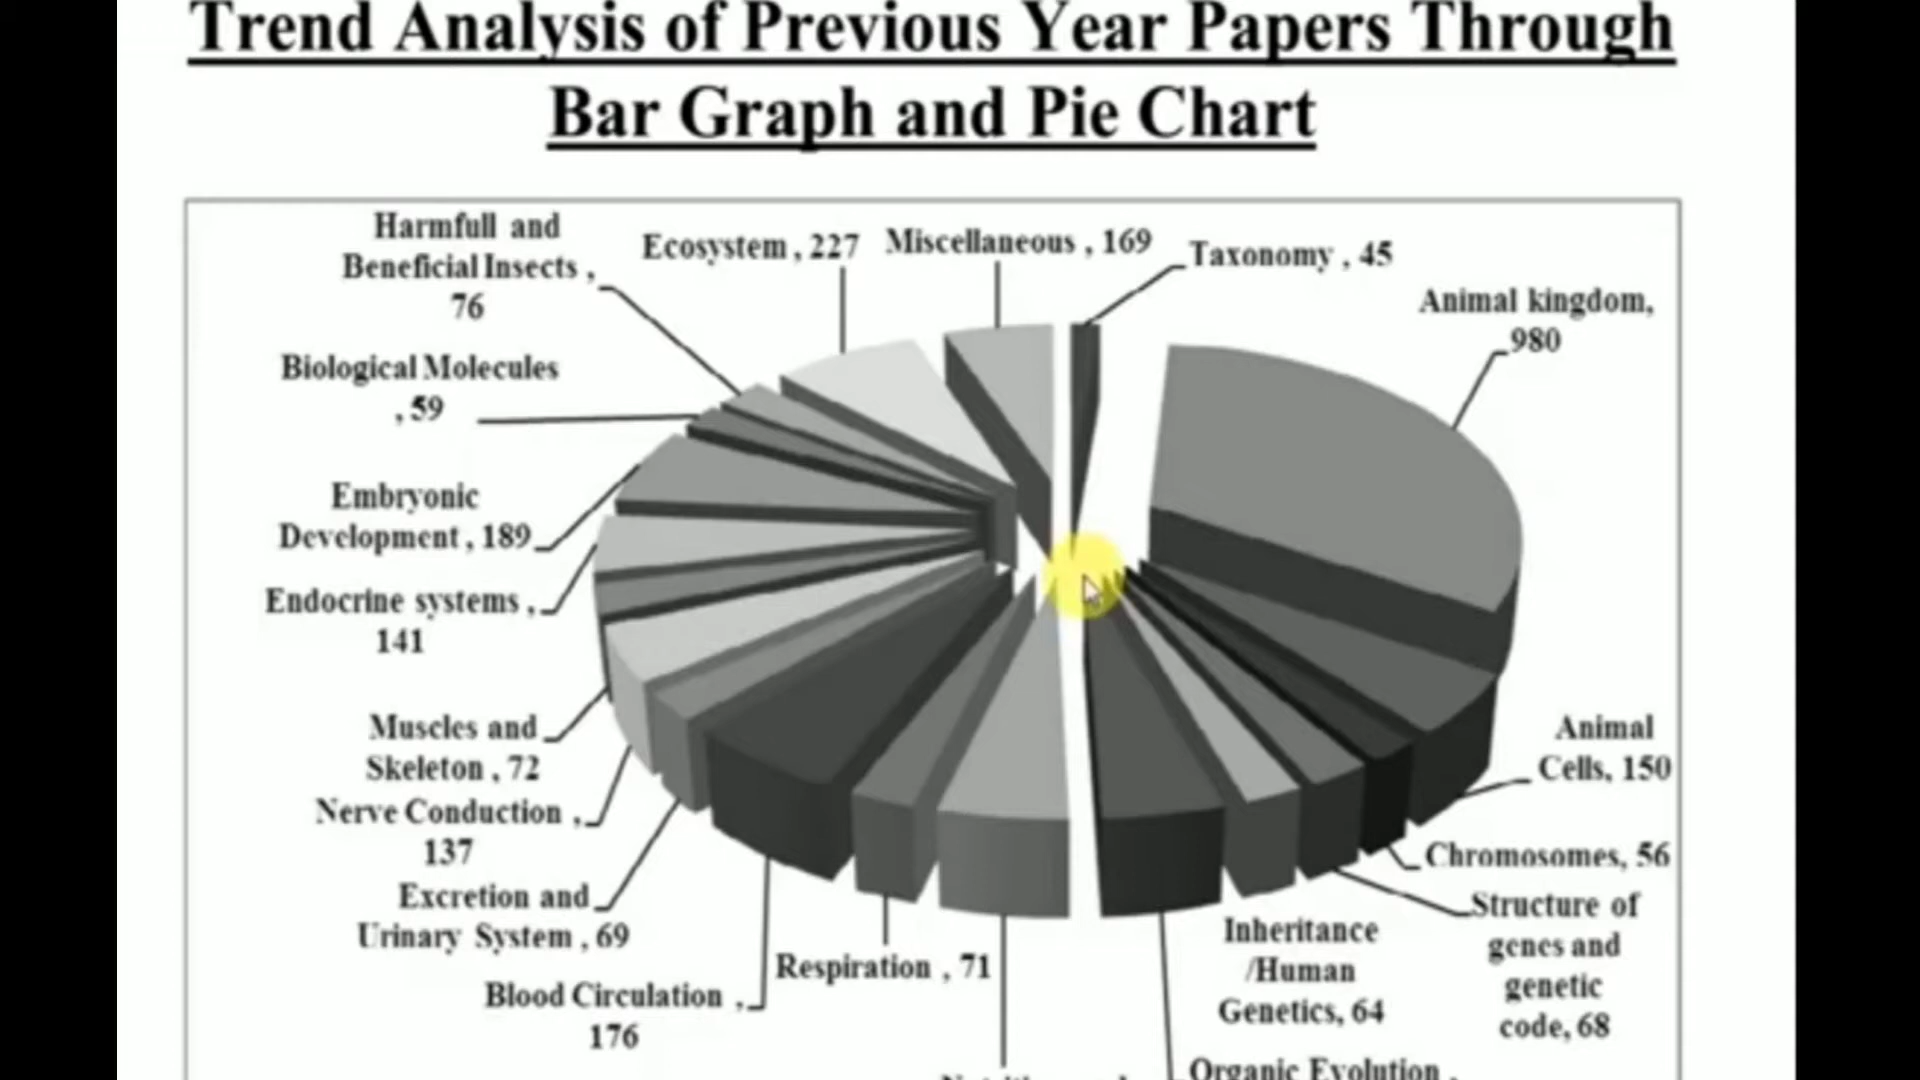 Trend Analysis of Previous Year Papers Through
Bar Graph and Pie Chart
Harmfull and
Beneficial Insects ,
76
Ecosystem , 227
Miscellaneous , 169
Taxonomy , 45
Animal kingdom,
980
Biological Molecules
, 59
Embryonic
Development , 189
Endocrine systems ,
141
Muscles and
Skeleton , 72
Nerve Conduction ,
137
Excretion and
Urinary System , 69
Blood Circulation ,
176
Respiration , 71
Animal
Cells, 150
Chromosomes, 56
Structure of
genes and
genetic
code, 68
Inheritance
/Human
Genetics, 64
Organic Evolution ,